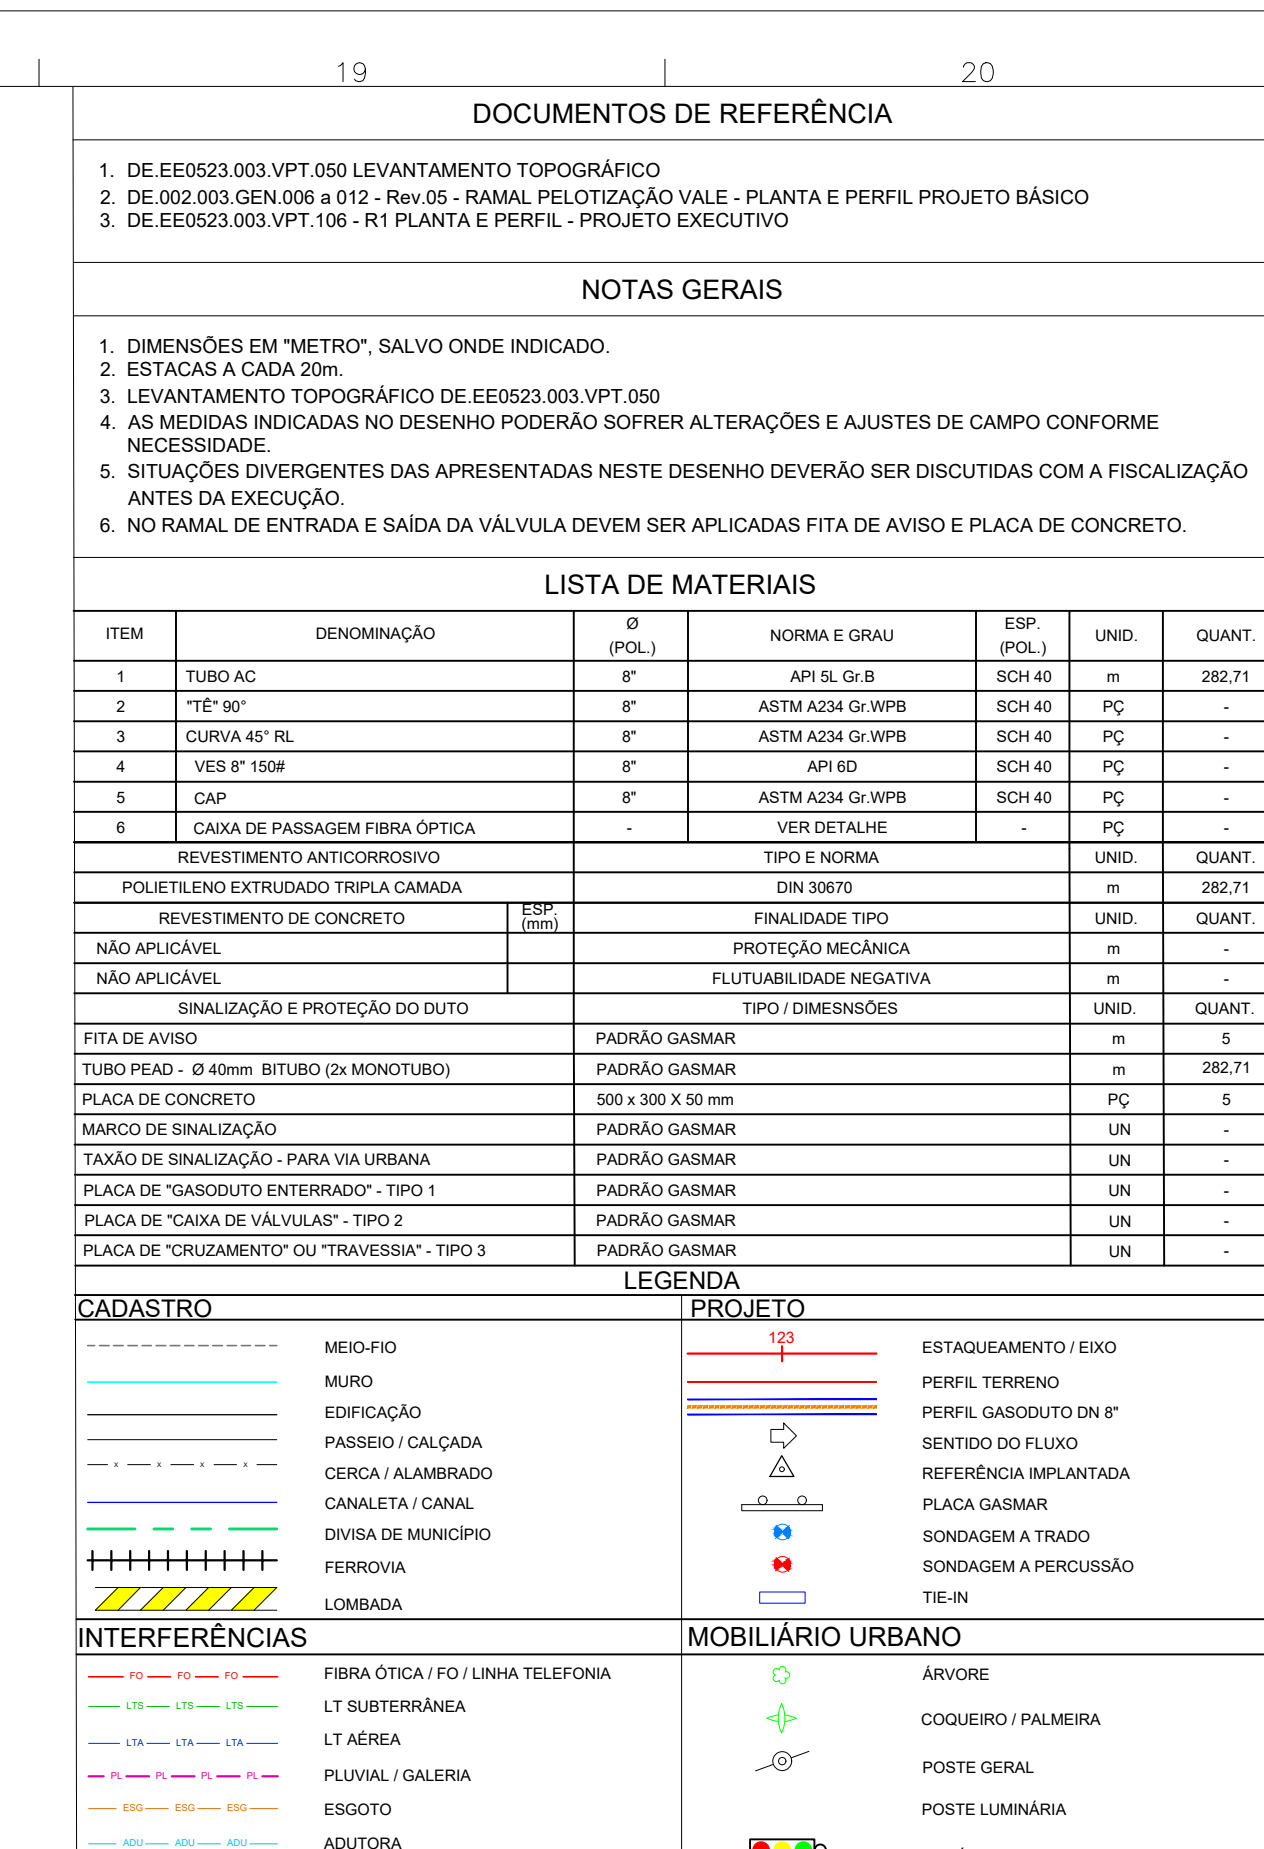 19 20
DOCUMENTOS DE REFERÊNCIA
1. DE.EE0523.003.VPT.050 LEVANTAMENTO TOPOGRÁFICO
2. DE.002.003.GEN.006 a 012 - Rev.05 - RAMAL PELOTIZAÇÃO VALE - PLANTA E PERFIL PROJETO BÁSICO
3. DE.EE0523.003.VPT.106 - R1 PLANTA E PERFIL - PROJETO EXECUTIVO
NOTAS GERAIS
1. DIMENSÕES EM "METRO", SALVO ONDE INDICADO.
2. ESTACAS A CADA 20m.
3. LEVANTAMENTO TOPOGRÁFICO DE.EE0523.003.VPT.050
4. AS MEDIDAS INDICADAS NO DESENHO PODERÃO SOFRER ALTERAÇÕES E AJUSTES DE CAMPO CONFORME
NECESSIDADE.
5. SITUAÇÕES DIVERGENTES DAS APRESENTADAS NESTE DESENHO DEVERÃO SER DISCUTIDAS COM A FISCALIZAÇÃO
ANTES DA EXECUÇÃO.
6. NO RAMAL DE ENTRADA E SAÍDA DA VÁLVULA DEVEM SER APLICADAS FITA DE AVISO E PLACA DE CONCRETO.
LISTA DE MATERIAIS
ITEM DENOMINAÇÃO Ø (POL.) NORMA E GRAU ESP. (POL.) UNID. QUANT.
1 TUBO AC 8" API 5L Gr.B SCH 40 m 282,71
2 "TÊ" 90° 8" ASTM A234 Gr.WPB SCH 40 PÇ -
3 CURVA 45° RL 8" ASTM A234 Gr.WPB SCH 40 PÇ -
4 VES 8" 150# 8" API 6D SCH 40 PÇ -
5 CAP 8" ASTM A234 Gr.WPB SCH 40 PÇ -
6 CAIXA DE PASSAGEM FIBRA ÓPTICA - VER DETALHE - PÇ -
REVESTIMENTO ANTICORROSIVO TIPO E NORMA UNID. QUANT.
POLIETILENO EXTRUDADO TRIPLA CAMADA DIN 30670 m 282,71
REVESTIMENTO DE CONCRETO ESP. (mm) FINALIDADE TIPO UNID. QUANT.
NÃO APLICÁVEL PROTEÇÃO MECÂNICA m -
NÃO APLICÁVEL FLUTUABILIDADE NEGATIVA m -
SINALIZAÇÃO E PROTEÇÃO DO DUTO TIPO / DIMESNSÕES UNID. QUANT.
FITA DE AVISO PADRÃO GASMAR m 5
TUBO PEAD - Ø 40mm BITUBO (2x MONOTUBO) PADRÃO GASMAR m 282,71
PLACA DE CONCRETO 500 x 300 X 50 mm PÇ 5
MARCO DE SINALIZAÇÃO PADRÃO GASMAR UN -
TAXÃO DE SINALIZAÇÃO - PARA VIA URBANA PADRÃO GASMAR UN -
PLACA DE "GASODUTO ENTERRADO" - TIPO 1 PADRÃO GASMAR UN -
PLACA DE "CAIXA DE VÁLVULAS" - TIPO 2 PADRÃO GASMAR UN -
PLACA DE "CRUZAMENTO" OU "TRAVESSIA" - TIPO 3 PADRÃO GASMAR UN -
LEGENDA
CADASTRO
MEIO-FIO
MURO
EDIFICAÇÃO
PASSEIO / CALÇADA
x x x x CERCA / ALAMBRADO
CANALETA / CANAL
DIVISA DE MUNICÍPIO
FERROVIA
LOMBADA
PROJETO
123 ESTAQUEAMENTO / EIXO
PERFIL TERRENO
PERFIL GASODUTO DN 8"
SENTIDO DO FLUXO
REFERÊNCIA IMPLANTADA
PLACA GASMAR
SONDAGEM A TRADO
SONDAGEM A PERCUSSÃO
TIE-IN
INTERFERÊNCIAS
FO FO FO FIBRA ÓTICA / FO / LINHA TELEFONIA
LTS LTS LTS LT SUBTERRÂNEA
LTA LTA LTA LT AÉREA
PL PL PL PL PLUVIAL / GALERIA
ESG ESG ESG ESGOTO
ADU ADU ADU ADUTORA
MOBILIÁRIO URBANO
ÁRVORE
COQUEIRO / PALMEIRA
POSTE GERAL
POSTE LUMINÁRIA